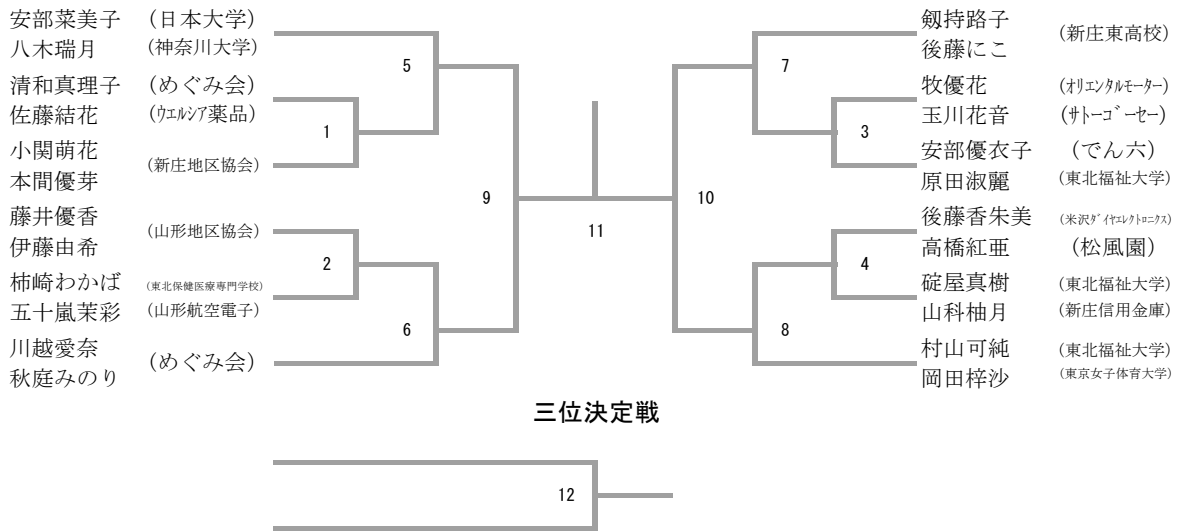 安部菜美子 (日本大学)
八木瑞月 (神奈川大学)
清和真理子 (めぐみ会)
佐藤結花 (ウエルシア薬品)
小関萌花
本間優芽
(新庄地区協会)
藤井優香
伊藤由希
(山形地区協会)
柿崎わかば (東北保健医療専門学校)
五十嵐茉彩 (山形航空電子)
川越愛奈
秋庭みのり
(めぐみ会)
5
1
9
2
6
11
7
3
10
4
8
剱持路子
後藤にこ
(新庄東高校)
牧優花 (オリエンタルモーター)
玉川花音 (サトーゴーセー)
安部優衣子 (でん六)
原田淑麗 (東北福祉大学)
後藤香朱美 (米沢ダイヤエレクトロニクス)
高橋紅亜 (松風園)
碇屋真樹 (東北福祉大学)
山科柚月 (新庄信用金庫)
村山可純 (東北福祉大学)
岡田梓沙 (東京女子体育大学)
三位決定戦
12